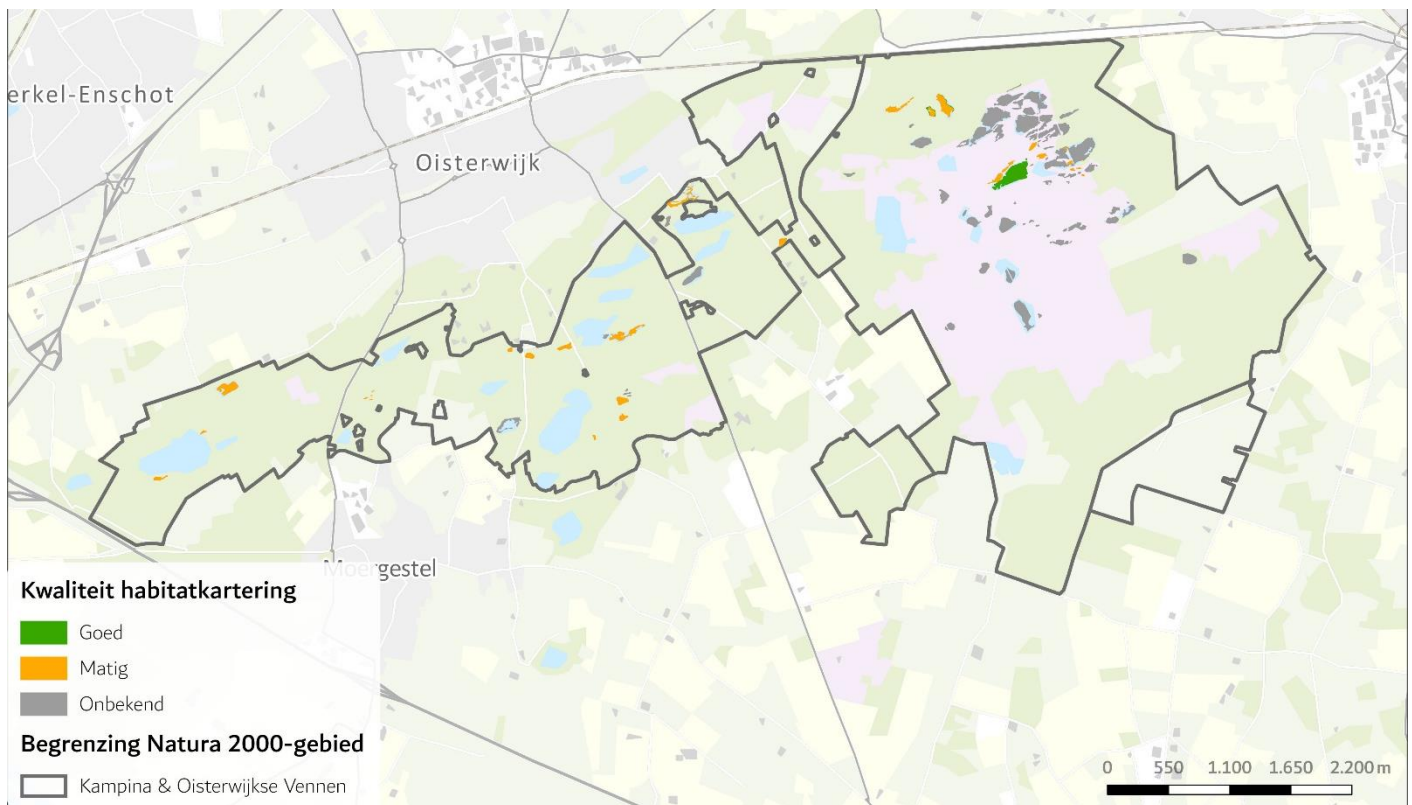 erkel-Enschot
Oisterwijk
Moergestel
Kwaliteit habitatkartering
Goed
Matig
Onbekend
Begrenzing Natura 2000-gebied
Kampina & Oisterwijkse Vennen
0 550 1.100 1.650 2.200 m